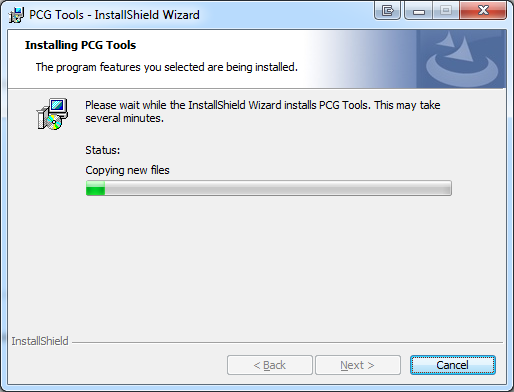 PCG Tools - InstallShield Wizard
Installing PCG Tools
The program features you selected are being installed.
Please wait while the InstallShield Wizard installs PCG Tools. This may take
several minutes.
Status:
Copying new files
InstallShield
< Back
Next >
Cancel